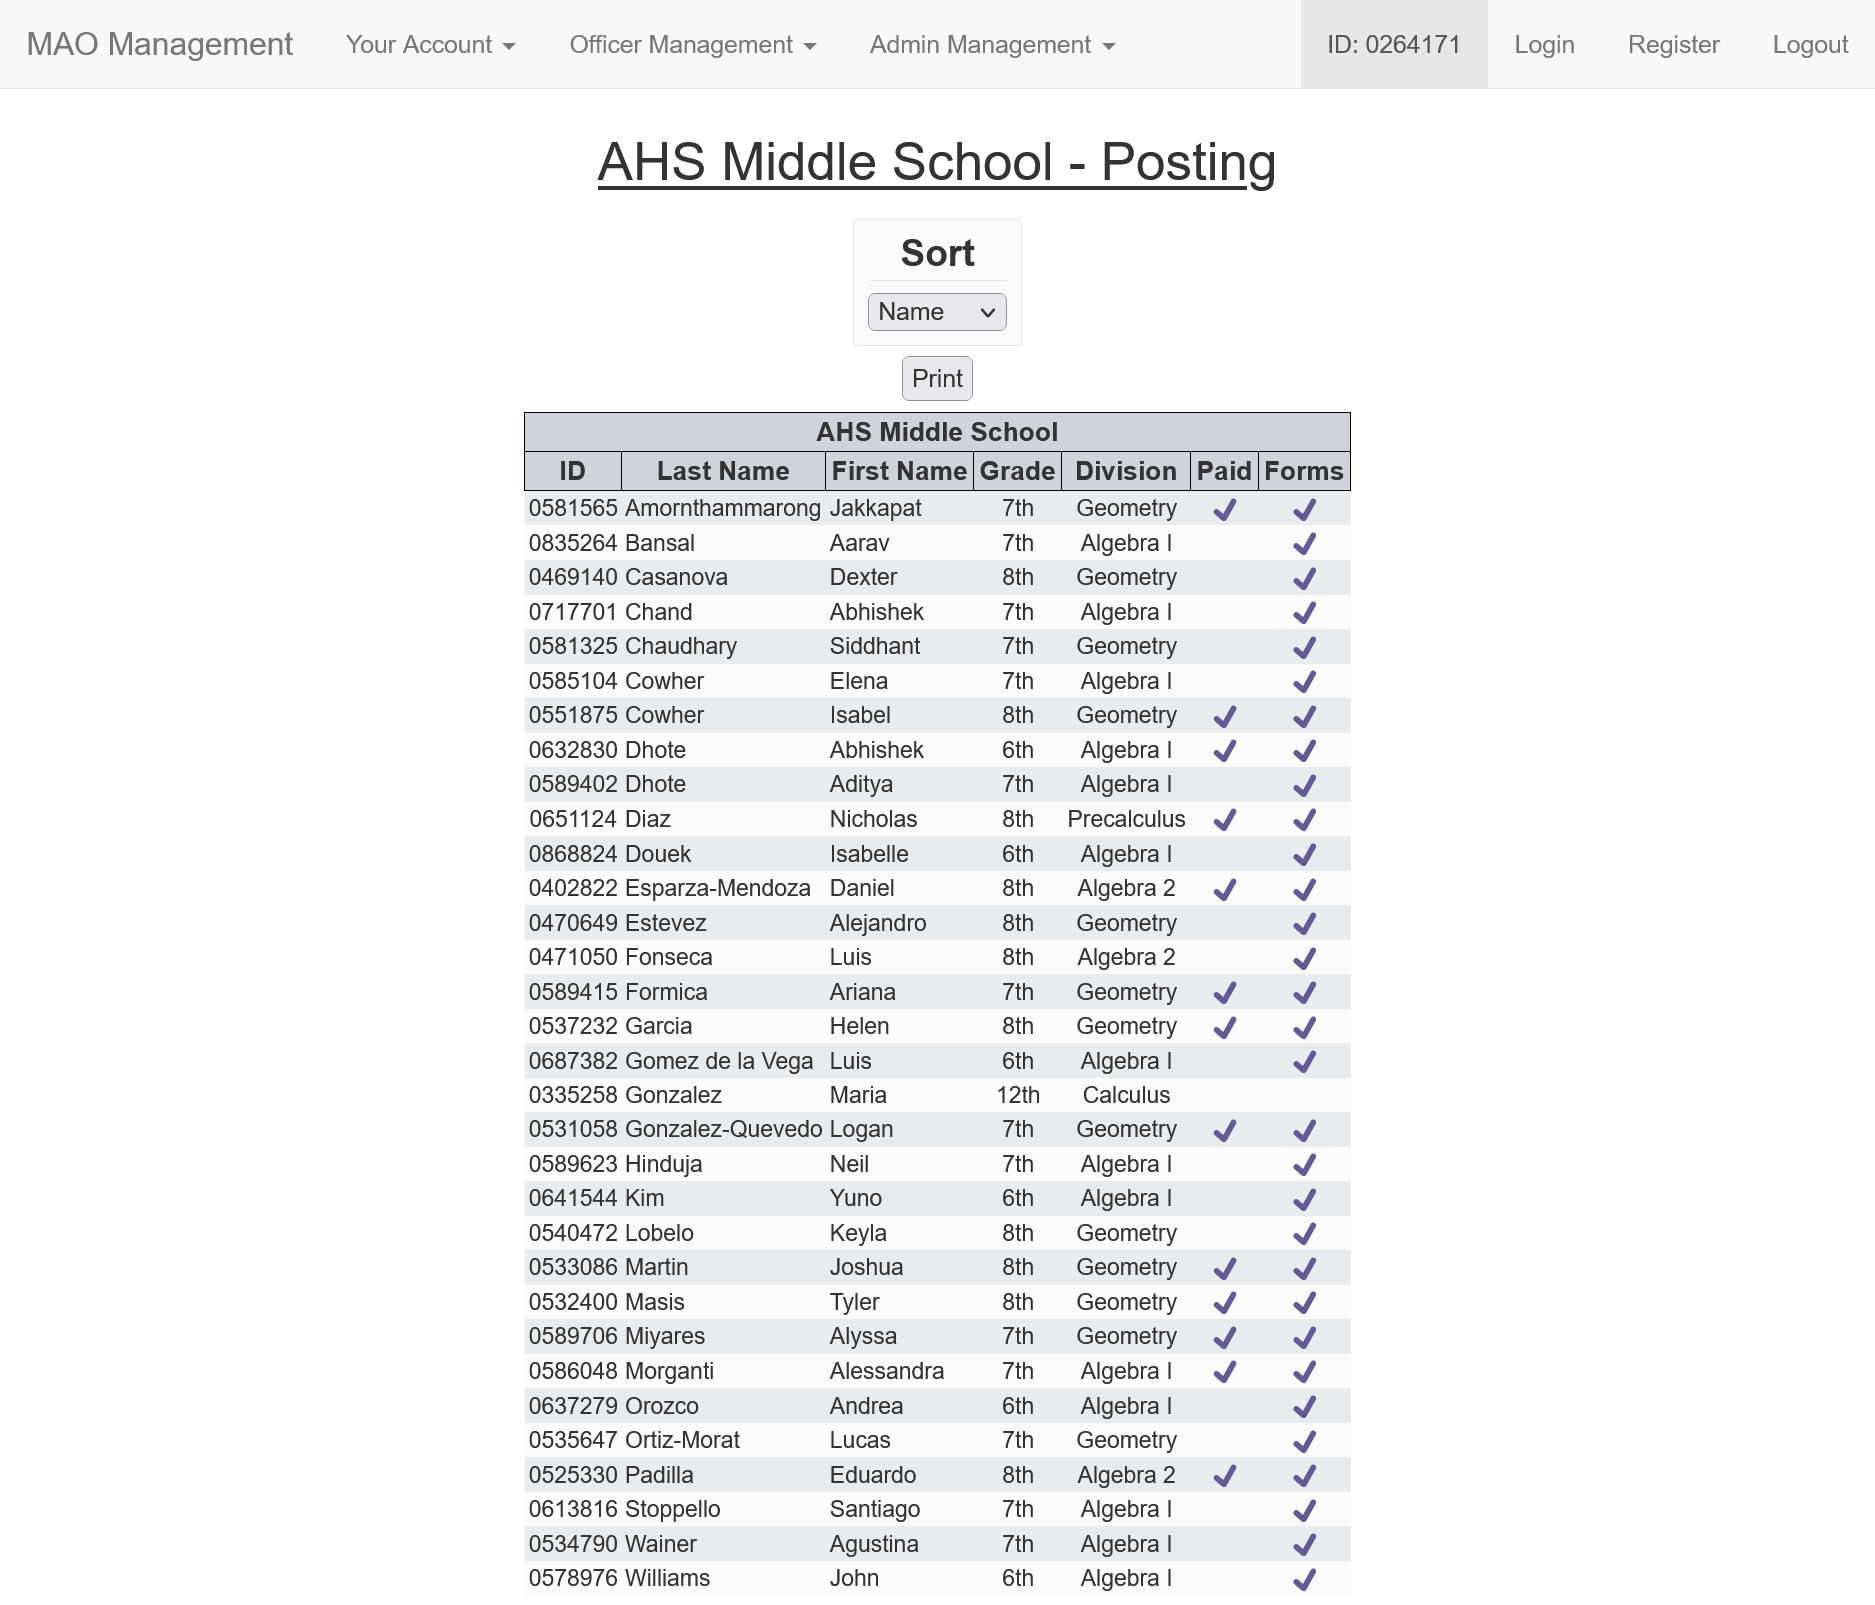 MAO Management Your Account Officer Management Admin Management ID: 0264171 Login Register Logout
AHS Middle School - Posting
Sort
Name
Print
AHS Middle School
ID Last Name First Name Grade Division Paid Forms
0581565 Amornthammarong Jakkapat 7th Geometry
0835264 Bansal Aarav 7th Algebra I
0469140 Casanova Dexter 8th Geometry
0717701 Chand Abhishek 7th Algebra I
0581325 Chaudhary Siddhant 7th Geometry
0585104 Cowher Elena 7th Algebra I
0551875 Cowher Isabel 8th Geometry
0632830 Dhote Abhishek 6th Algebra I
0589402 Dhote Aditya 7th Algebra I
0651124 Diaz Nicholas 8th Precalculus
0868824 Douek Isabelle 6th Algebra I
0402822 Esparza-Mendoza Daniel 8th Algebra 2
0470649 Estevez Alejandro 8th Geometry
0471050 Fonseca Luis 8th Algebra 2
0589415 Formica Ariana 7th Geometry
0537232 Garcia Helen 8th Geometry
0687382 Gomez de la Vega Luis 6th Algebra I
0335258 Gonzalez Maria 12th Calculus
0531058 Gonzalez-Quevedo Logan 7th Geometry
0589623 Hinduja Neil 7th Algebra I
0641544 Kim Yuno 6th Algebra I
0540472 Lobelo Keyla 8th Geometry
0533086 Martin Joshua 8th Geometry
0532400 Masis Tyler 8th Geometry
0589706 Miyares Alyssa 7th Geometry
0586048 Morganti Alessandra 7th Algebra I
0637279 Orozco Andrea 6th Algebra I
0535647 Ortiz-Morat Lucas 7th Geometry
0525330 Padilla Eduardo 8th Algebra 2
0613816 Stoppello Santiago 7th Algebra I
0534790 Wainer Agustina 7th Algebra I
0578976 Williams John 6th Algebra I